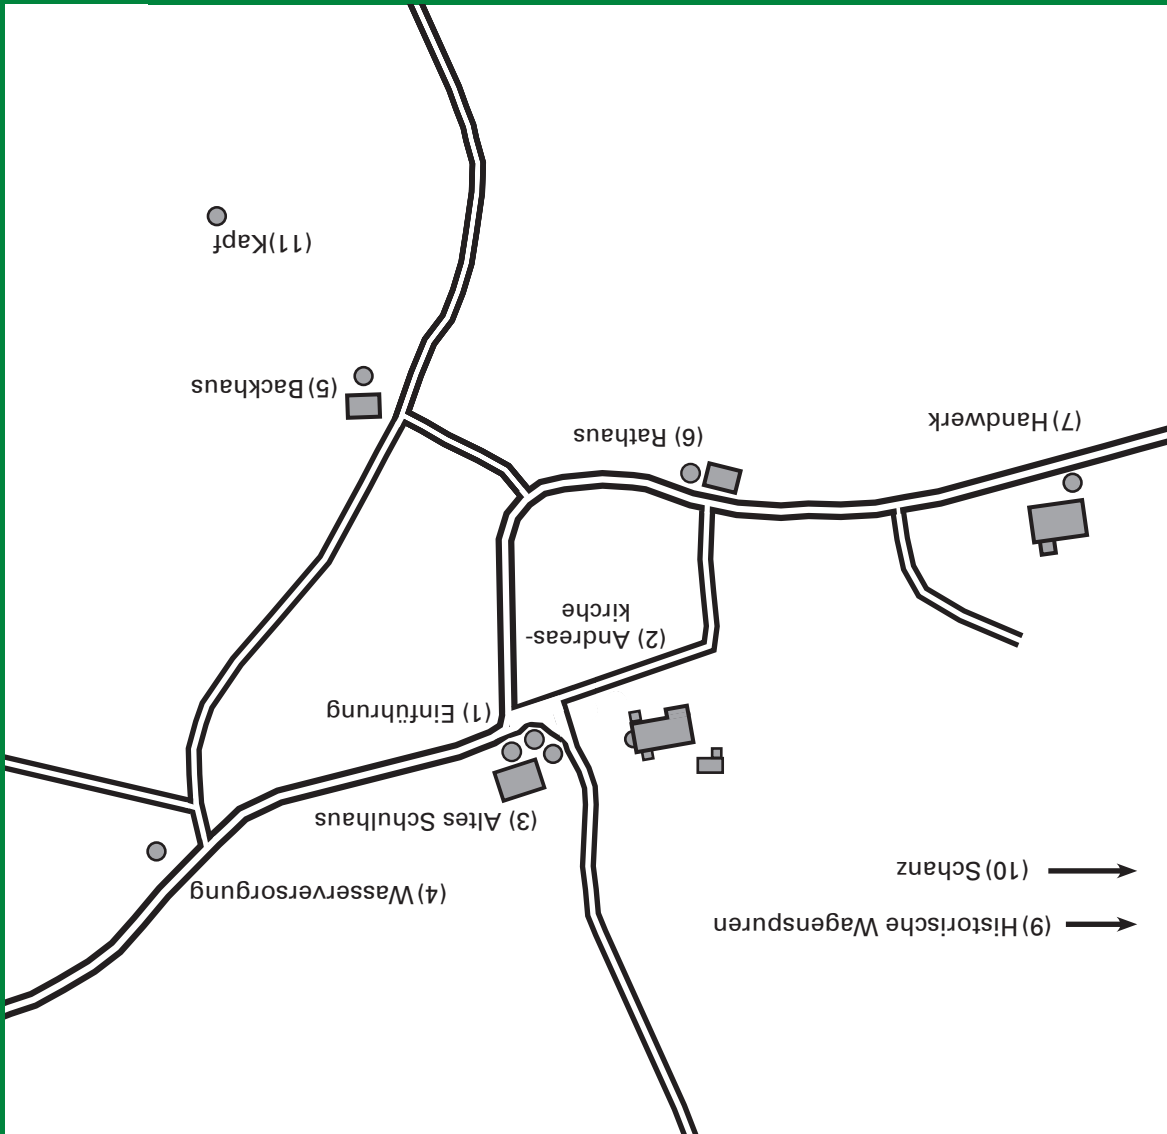 (9) Historische Wagenspuren
(10) Schanz
(4) Wasserversorgung
(3) Altes Schulhaus
(1) Einführung
(2) Andreas-
kirche
(6) Rathaus
(7) Handwerk
(5) Backhaus
(11) Kapf